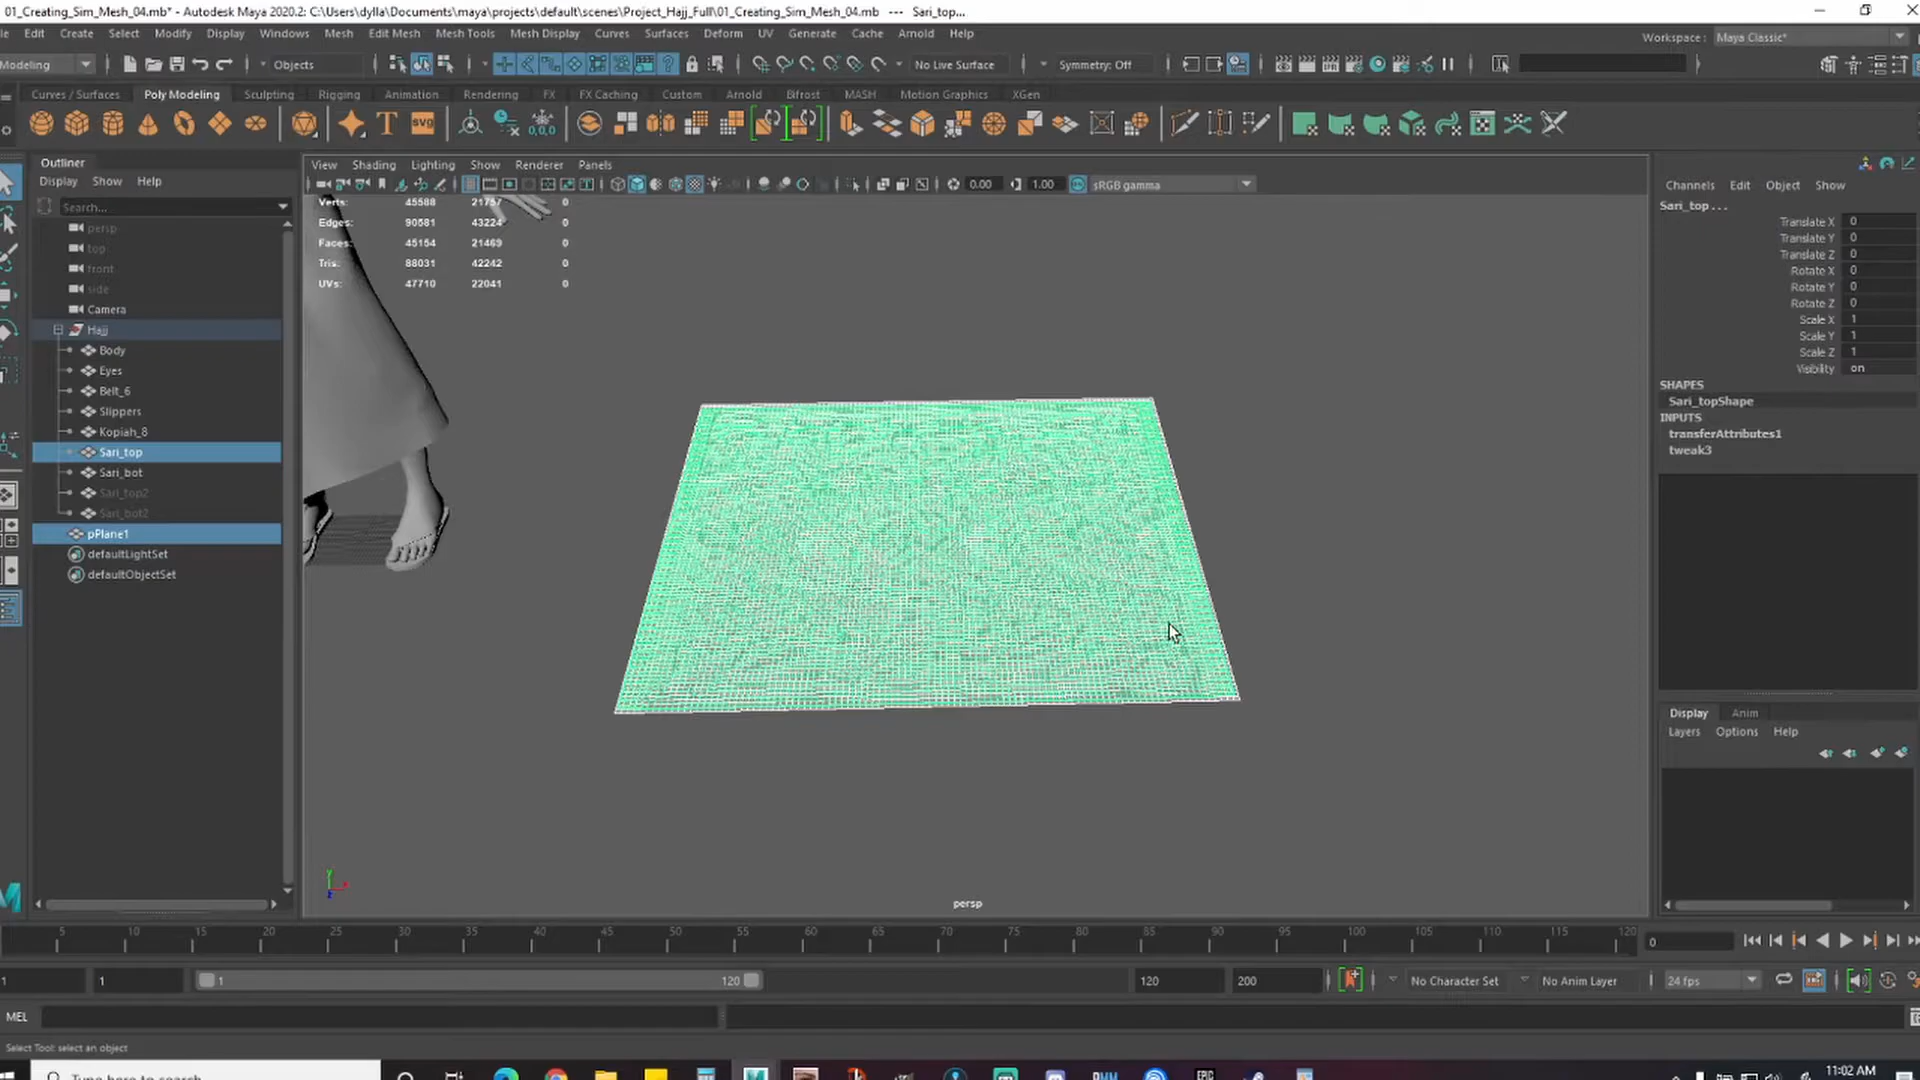 01_Creating_Sim_Mesh_04.mb* - Autodesk Maya 2020.2: C:\Users\dylla\Documents\maya\projects\default\scenes\Project_Hajj_Full\01_Creating_Sim_Mesh_04.mb --- Sari_top...
Edit Create Select Modify Display Windows Mesh Edit Mesh Mesh Tools Mesh Display Curves Surfaces Deform UV Generate Cache Arnold Help
Workspace: Maya Classic*
Modeling Objects No Live Surface Symmetry: Off
Curves / Surfaces Poly Modeling Sculpting Rigging Animation Rendering FX FX Caching Custom Arnold Bifrost MASH Motion Graphics XGen
T SVG 0,0,0
Outliner
Display Show Help
Search...
persp
top
front
side
Camera
Hajj
Body
Eyes
Belt_6
Slippers
Kopiah_8
Sari_top
Sari_bot
Sari_top2
Sari_bot2
pPlane1
defaultLightSet
defaultObjectSet
View Shading Lighting Show Renderer Panels
0.00 1.00 sRGB gamma
Verts: 45588 21757 0
Edges: 90581 43224 0
Faces: 45154 21469 0
Tris: 88031 42242 0
UVs: 47710 22041 0
persp
Channels Edit Object Show
Sari_top . . .
Translate X 0
Translate Y 0
Translate Z 0
Rotate X 0
Rotate Y 0
Rotate Z 0
Scale X 1
Scale Y 1
Scale Z 1
Visibility on
SHAPES
Sari_topShape
INPUTS
transferAttributes1
tweak3
Display Anim
Layers Options Help
5 10 15 20 25 30 35 40 45 50 55 60 65 70 75 80 85 90 95 100 105 110 115 120
0
1 1 1 120 120 200 No Character Set No Anim Layer 24 fps
MEL
Select Tool: select an object
Type here to search
EPIC
11:02 AM